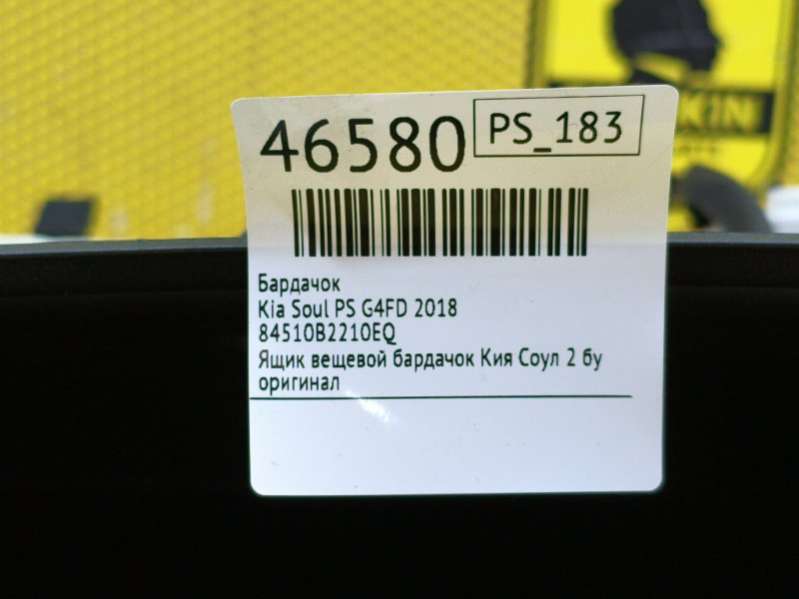 46580
PS_183
Бардачок
Kia Soul PS G4FD 2018
84510B2210EQ
Ящик вещевой бардачок Кия Соул 2 бу
оригинал